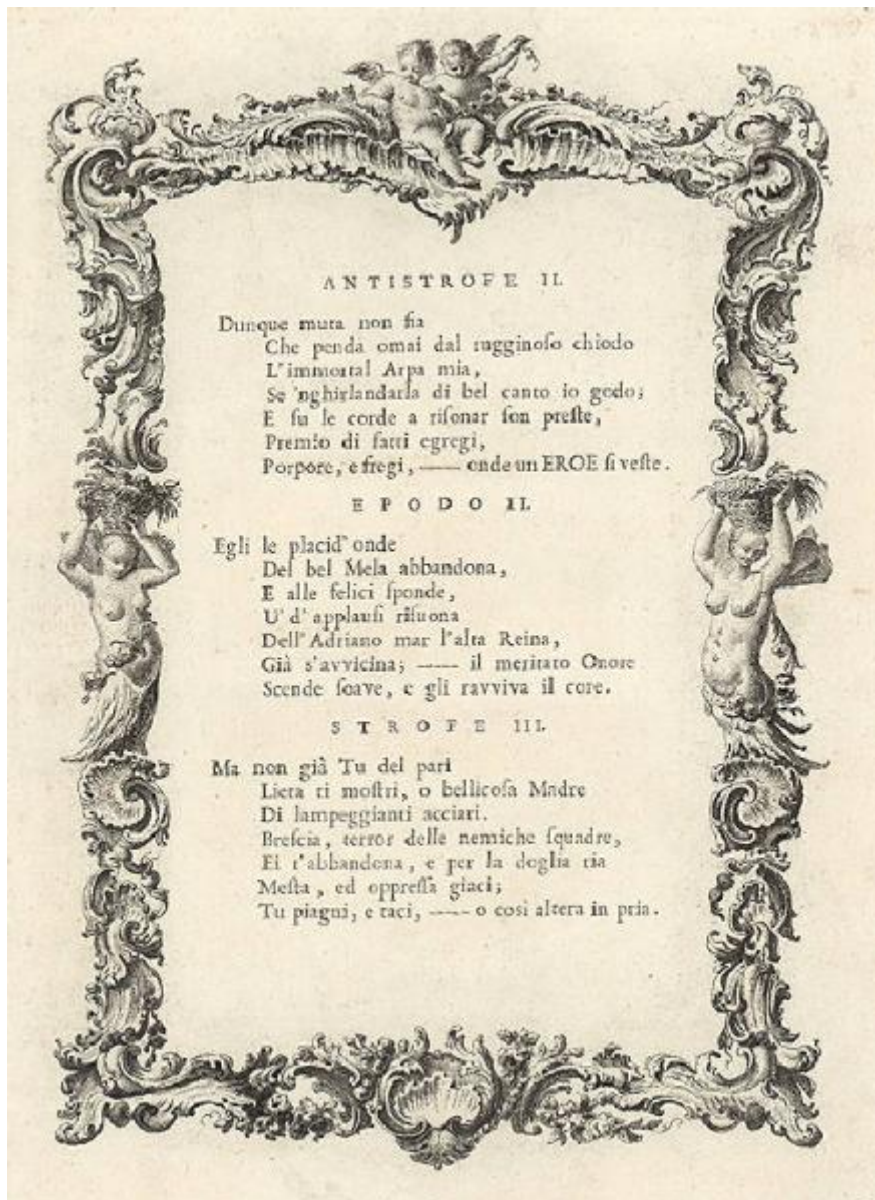 ANTISTROFE II.
Dunque muta non fia
Che penda omai dal rugginoſo chiodo
L'immortal Arpa mia,
Se 'nghirlandarla di bel canto io godo;
E ſu le corde a riſonar ſon preſte,
Premio di fatti egregi,
Porpore, e fregi, —— onde un EROE ſi veſte.
EPODO II.
Egli le placid' onde
Del bel Mela abbandona,
E alle felici ſponde,
U' d' applauſi riſuona
Dell' Adriano mar l'alta Reina,
Già s'avvicina; —— il meritato Onore
Scende ſoave, e gli ravviva il core.
STROFE III.
Ma non già Tu del pari
Lieta ti moſtri, o bellicoſa Madre
Di lampeggianti acciari.
Breſcia, terror delle nemiche ſquadre,
Ei t'abbandona, e per la doglia ria
Meſta, ed oppreſſa giaci;
Tu piagni, e taci, —— o così altera in pria.